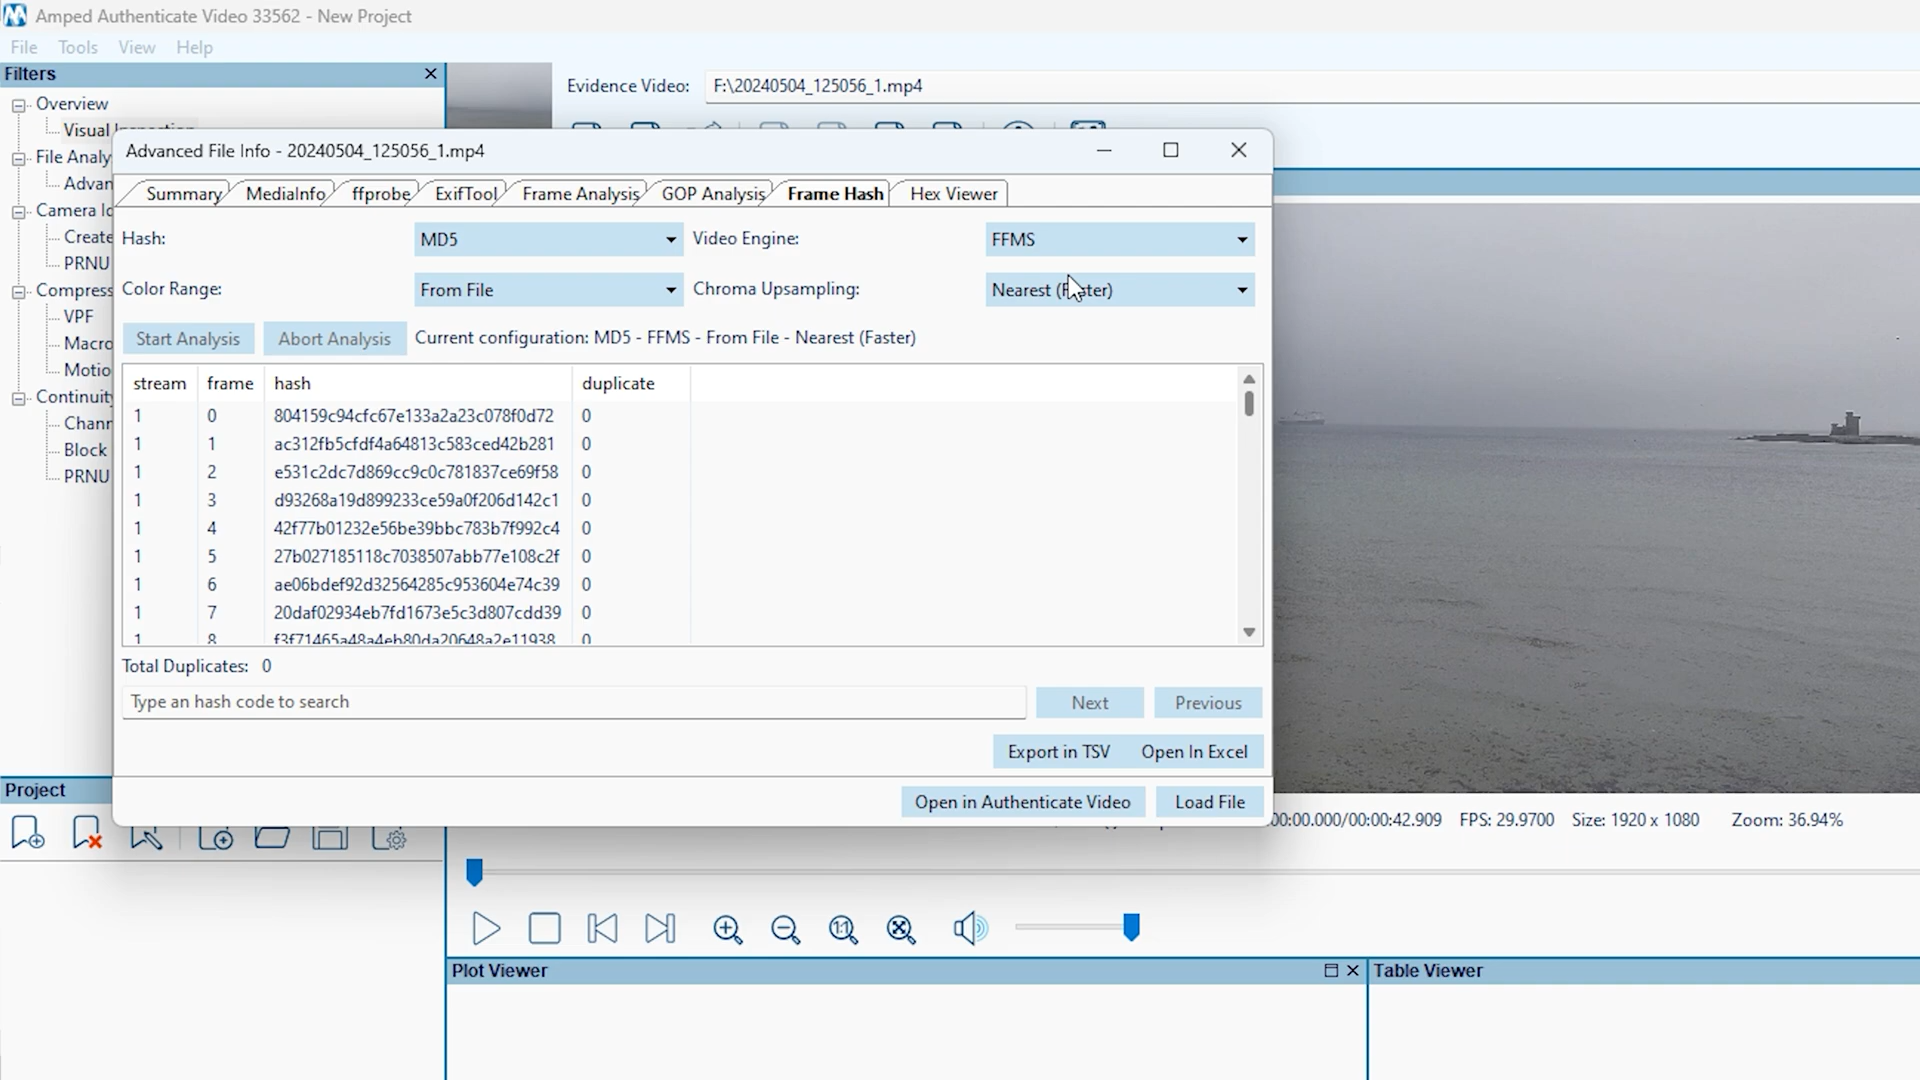 Amped Authenticate Video 33562 - New Project
File Tools View Help
Filters
Evidence Video: F:\20240504_125056_1.mp4
Overview
Visual Inspection
File Analy
Advan
Camera Id
Create
PRNU
Compress
VPF
Macro
Motio
Continuity
Chann
Block
PRNU
Advanced File Info - 20240504_125056_1.mp4
Summary MediaInfo ffprobe ExifTool Frame Analysis GOP Analysis Frame Hash Hex Viewer
Hash: MD5 Video Engine: FFMS
Color Range: From File Chroma Upsampling: Nearest (Faster)
Start Analysis Abort Analysis Current configuration: MD5 - FFMS - From File - Nearest (Faster)
stream frame hash duplicate
1 0 804159c94cfc67e133a2a23c078f0d72 0
1 1 ac312fb5cfdf4a64813c583ced42b281 0
1 2 e531c2dc7d869cc9c0c781837ce69f58 0
1 3 d93268a19d899233ce59a0f206d142c1 0
1 4 42f77b01232e56be39bbc783b7f992c4 0
1 5 27b027185118c7038507abb77e108c2f 0
1 6 ae06bdef92d32564285c953604e74c39 0
1 7 20daf02934eb7fd1673e5c3d807cdd39 0
1 8 f3f71465a48a4eb80da20648a2e11938 0
Total Duplicates: 0
Type an hash code to search Next Previous
Export in TSV Open In Excel
Open in Authenticate Video Load File
Project
00:00.000/00:00:42.909 FPS: 29.9700 Size: 1920 x 1080 Zoom: 36.94%
1:1
Plot Viewer
Table Viewer